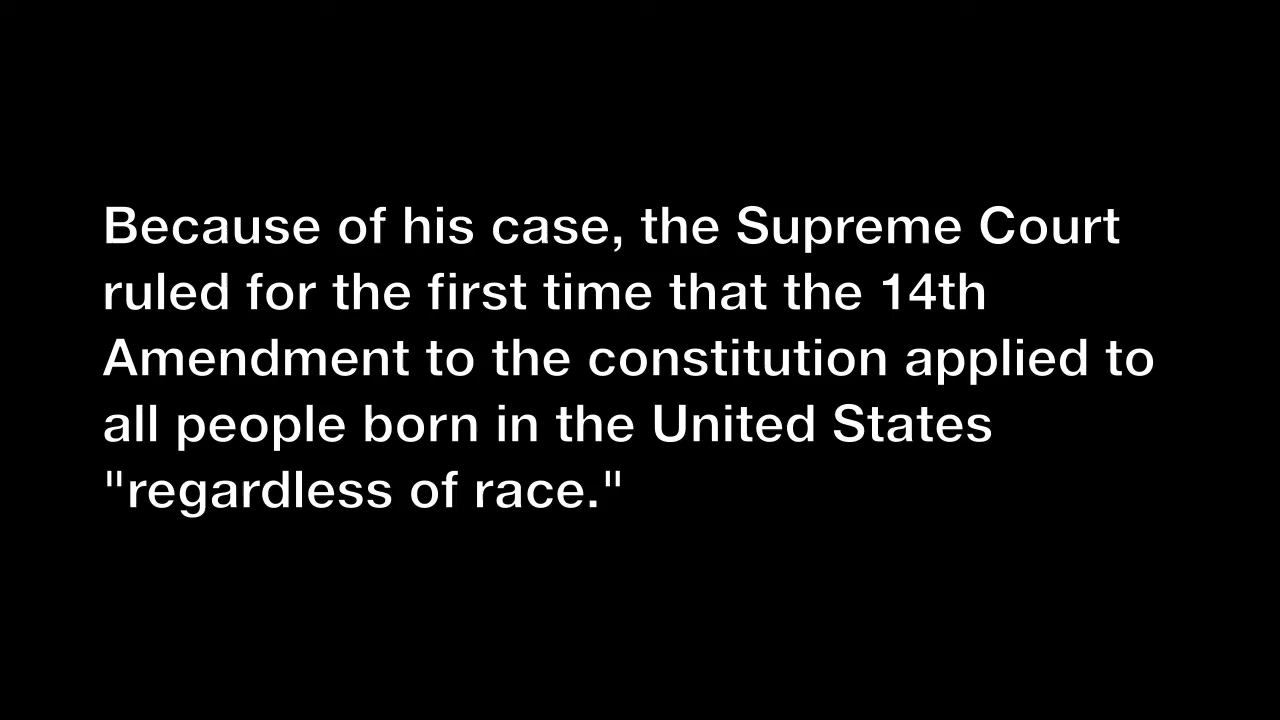 Because of his case, the Supreme Court
ruled for the first time that the 14th
Amendment to the constitution applied to
all people born in the United States
"regardless of race."